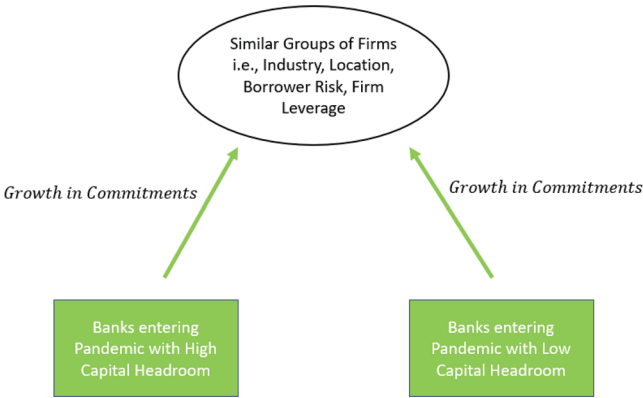 Similar Groups of Firms
i.e., Industry, Location,
Borrower Risk, Firm
Leverage
Growth in Commitments
Growth in Commitments
Banks entering
Pandemic with High
Capital Headroom
Banks entering
Pandemic with Low
Capital Headroom